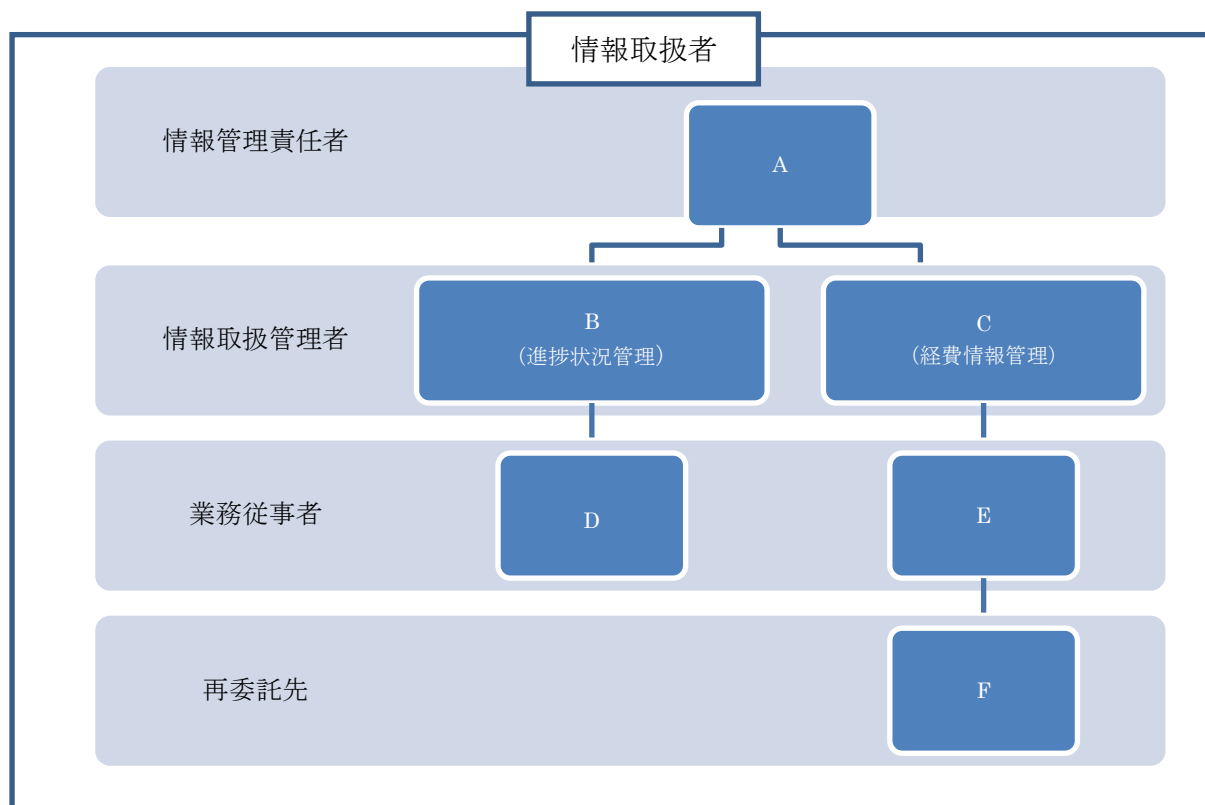 情報取扱者
情報管理責任者
A
情報取扱管理者
B
（進捗状況管理）
C
（経費情報管理）
業務従事者
D
E
再委託先
F